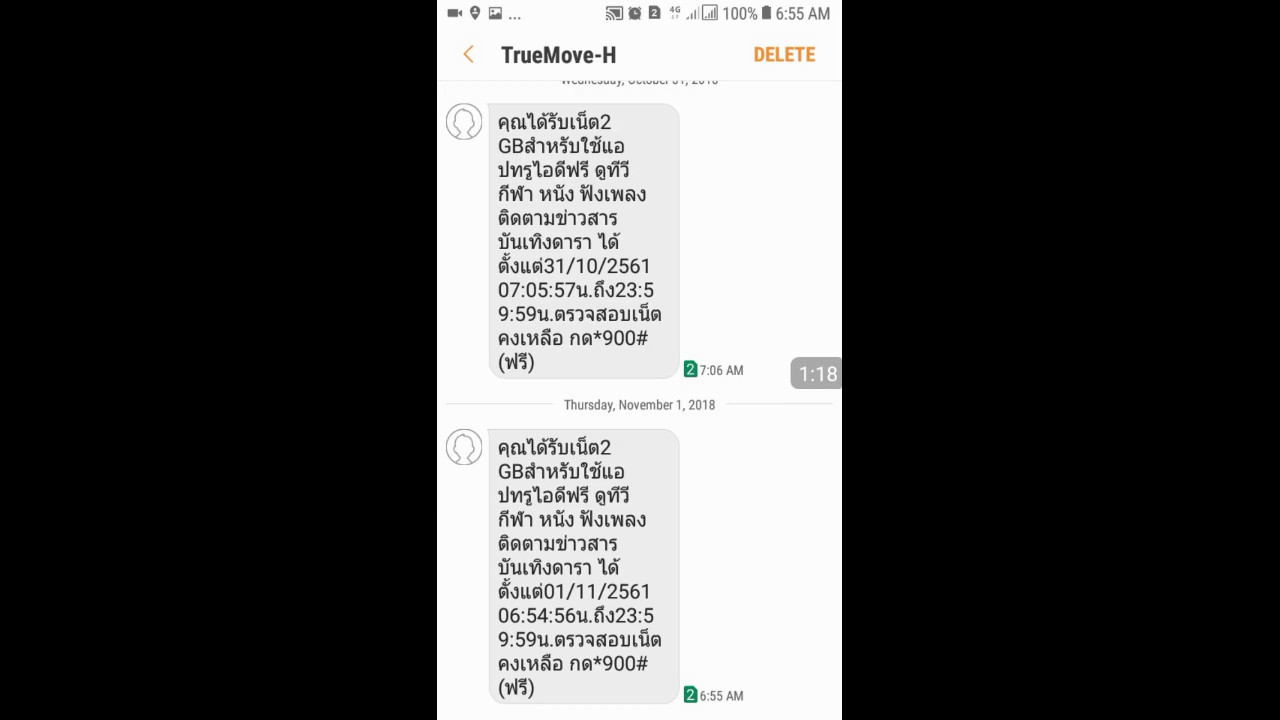 ... 2 4G 100% 6:55 AM
TrueMove-H DELETE
Wednesday, October 31, 2018
คุณได้รับเน็ต2
GBสำหรับใช้แอ
ปทรูไอดีฟรี ดูทีวี
กีฬา หนัง ฟังเพลง
ติดตามข่าวสาร
บันเทิงดารา ได้
ตั้งแต่31/10/2561
07:05:57น.ถึง23:5
9:59น.ตรวจสอบเน็ต
คงเหลือ กด*900#
(ฟรี)
2 7:06 AM
1:18
Thursday, November 1, 2018
คุณได้รับเน็ต2
GBสำหรับใช้แอ
ปทรูไอดีฟรี ดูทีวี
กีฬา หนัง ฟังเพลง
ติดตามข่าวสาร
บันเทิงดารา ได้
ตั้งแต่01/11/2561
06:54:56น.ถึง23:5
9:59น.ตรวจสอบเน็ต
คงเหลือ กด*900#
(ฟรี)
2 6:55 AM